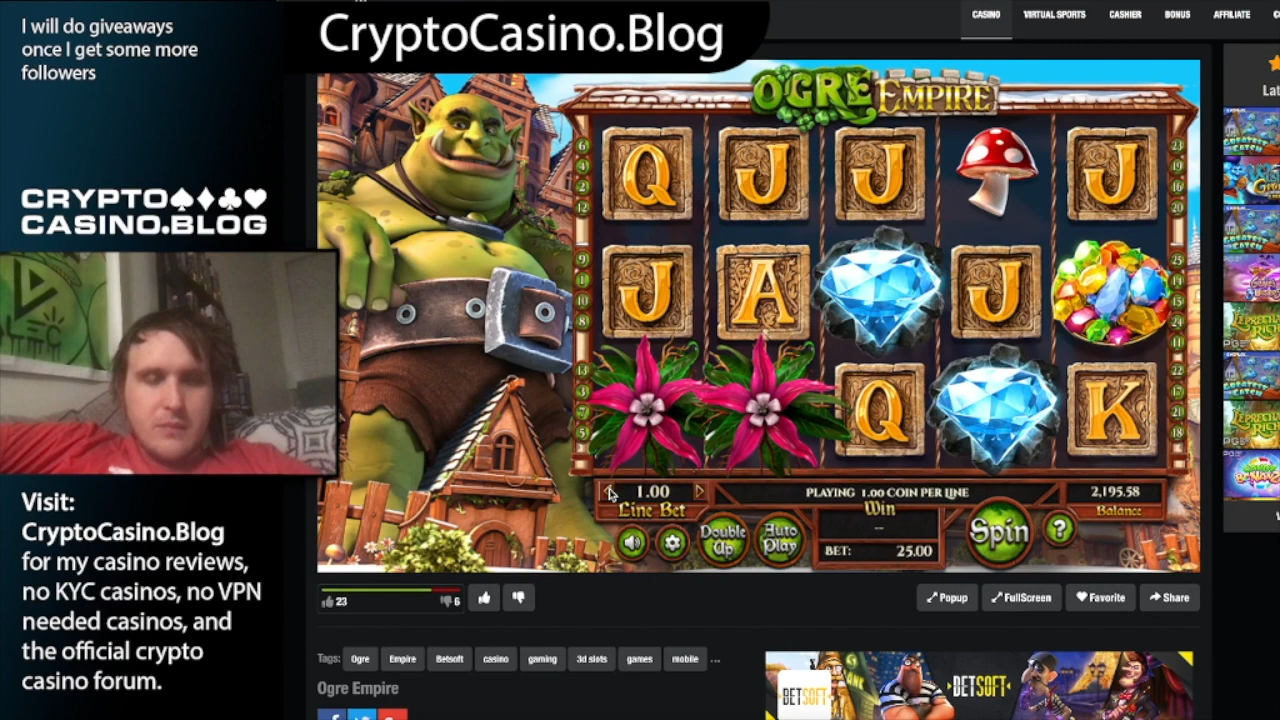 I will do giveaways
once I get some more
followers
CryptoCasino.Blog
CASINO
VIRTUAL SPORTS
CASHIER
BONUS
AFFILIATE
CRYPTO
CASINO.BLOG
OGRE EMPIRE
Q J J J
J A J
Q K
1.00
Line Bet
PLAYING 1.00 COIN PER LINE
Win
--
BET: 25.00
2,195.58
Balance
Double
Up
Auto
Play
Spin
?
Visit:
CryptoCasino.Blog
for my casino reviews,
no KYC casinos, no VPN
needed casinos, and
the official crypto
casino forum.
23
6
Popup
FullScreen
Favorite
Share
Tags:
Ogre
Empire
Betsoft
casino
gaming
3d slots
games
mobile
...
Ogre Empire
BETSOFT
BETSOFT